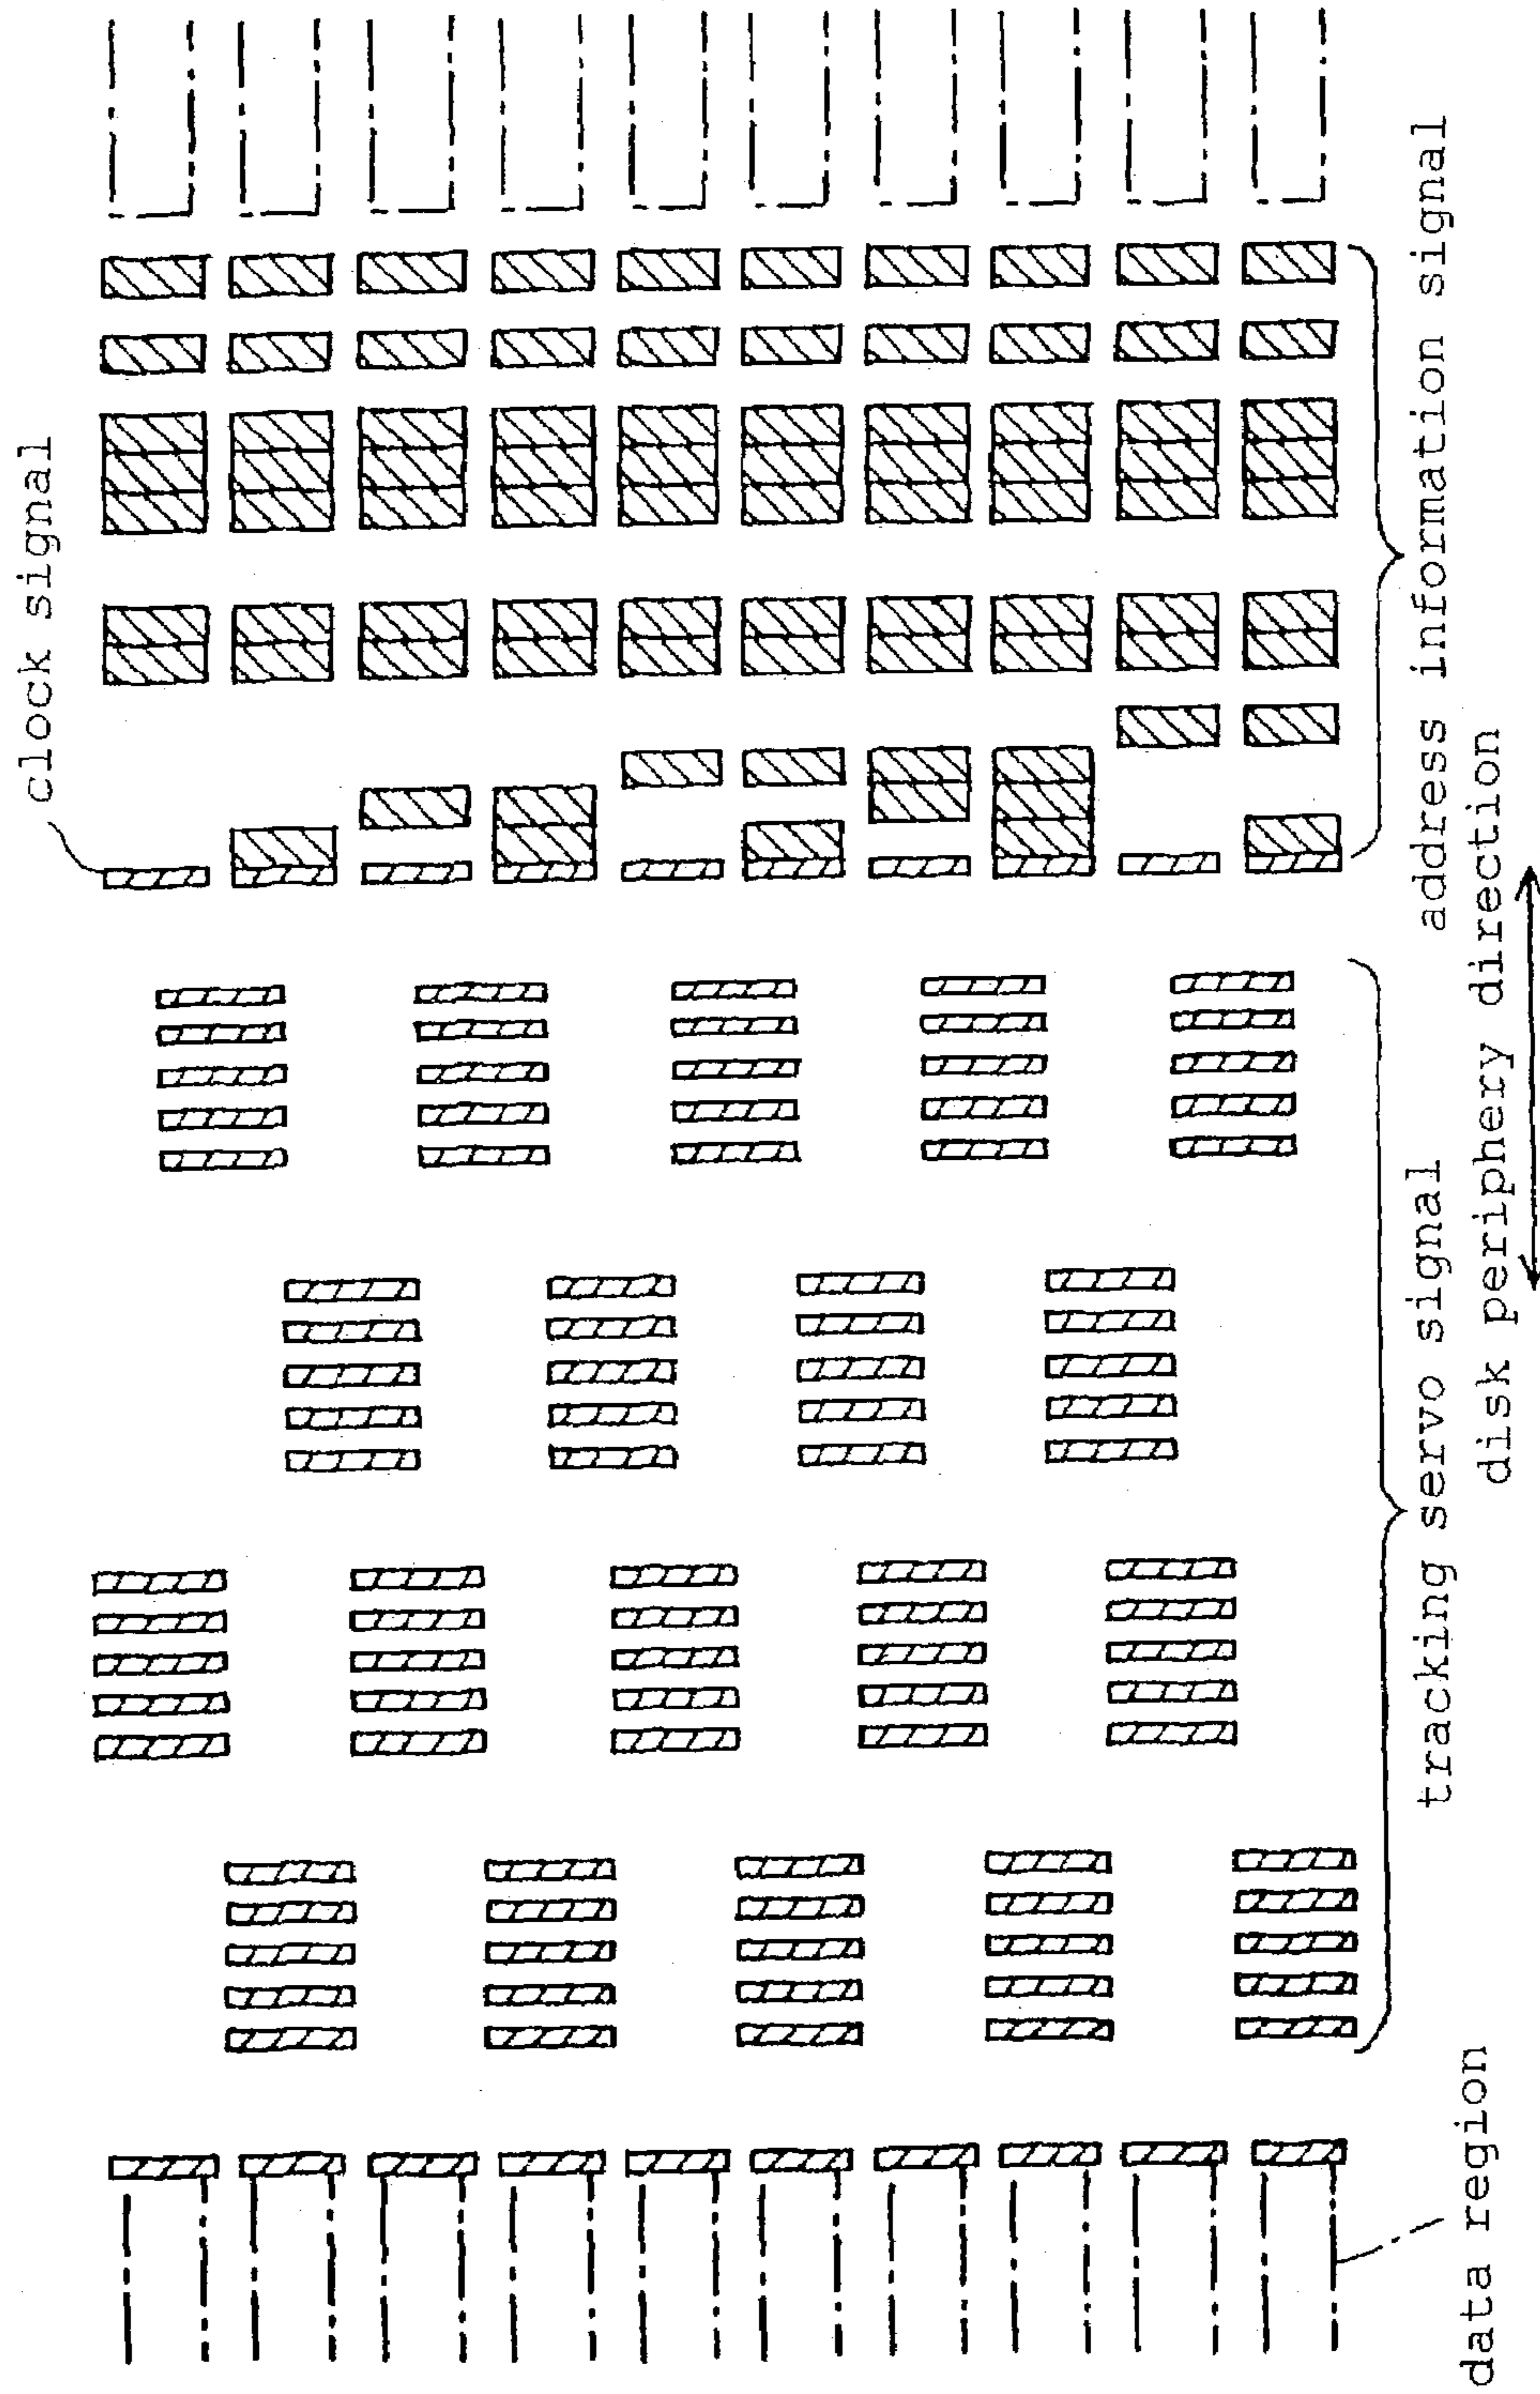 clock signal
address information signal
disk periphery direction
tracking servo signal
data region